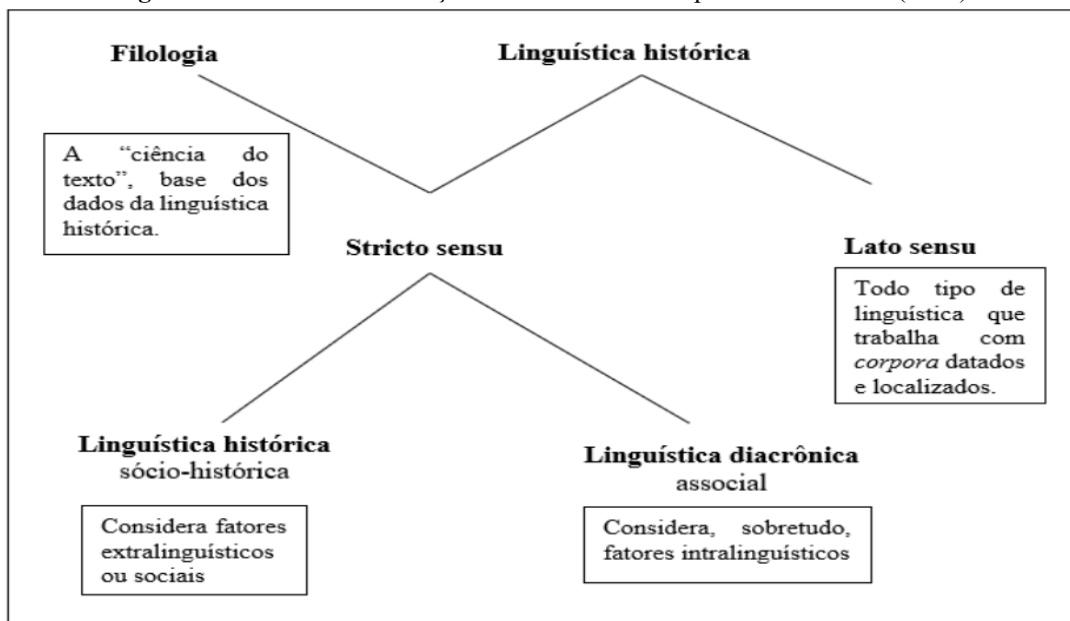 Filologia
Linguística histórica
A “ciência do
texto”, base dos
dados da linguística
histórica.
Stricto sensu
Lato sensu
Todo tipo de
linguística que
trabalha com
corpora datados
e localizados.
Linguística histórica
sócio-histórica
Linguística diacrônica
associal
Considera fatores
extralinguísticos
ou sociais
Considera, sobretudo,
fatores intralinguísticos